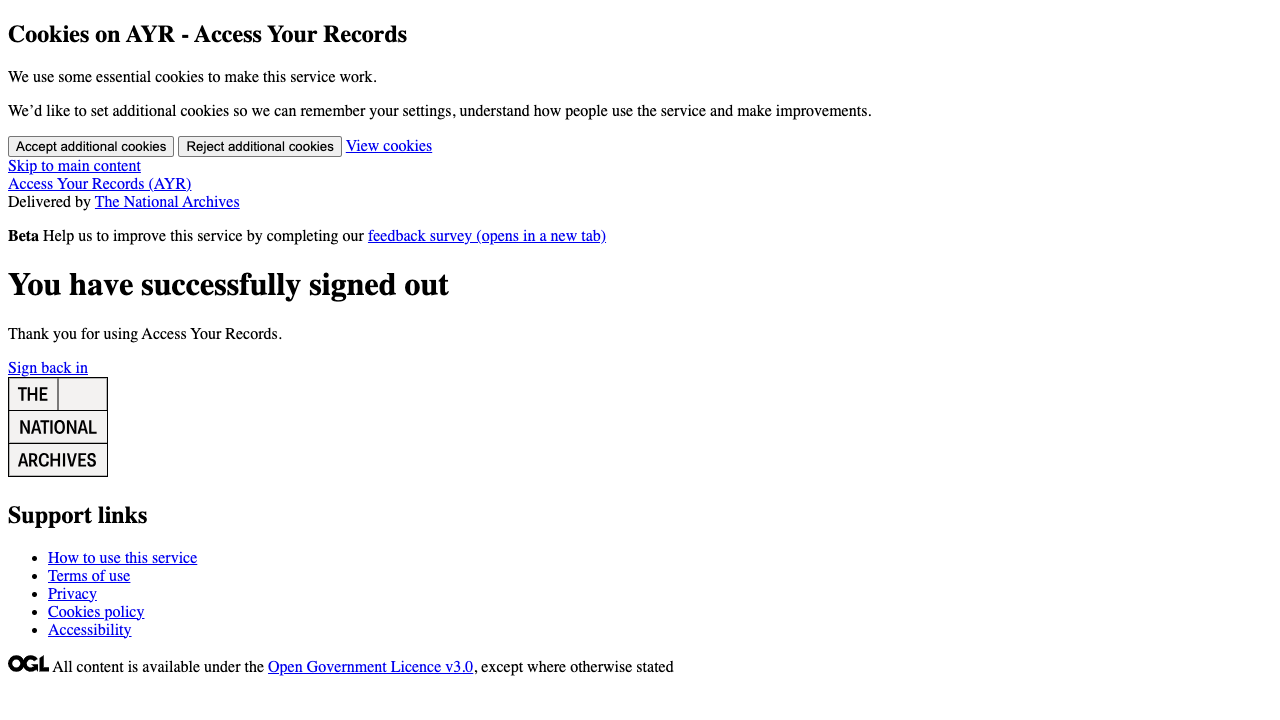 Cookies on AYR - Access Your Records
We use some essential cookies to make this service work.
We’d like to set additional cookies so we can remember your settings, understand how people use the service and make improvements.
Accept additional cookies Reject additional cookies View cookies
Skip to main content
Access Your Records (AYR)
Delivered by The National Archives
Beta Help us to improve this service by completing our feedback survey (opens in a new tab)
You have successfully signed out
Thank you for using Access Your Records.
Sign back in
THE
NATIONAL
ARCHIVES
Support links
How to use this service
Terms of use
Privacy
Cookies policy
Accessibility
OGL All content is available under the Open Government Licence v3.0, except where otherwise stated